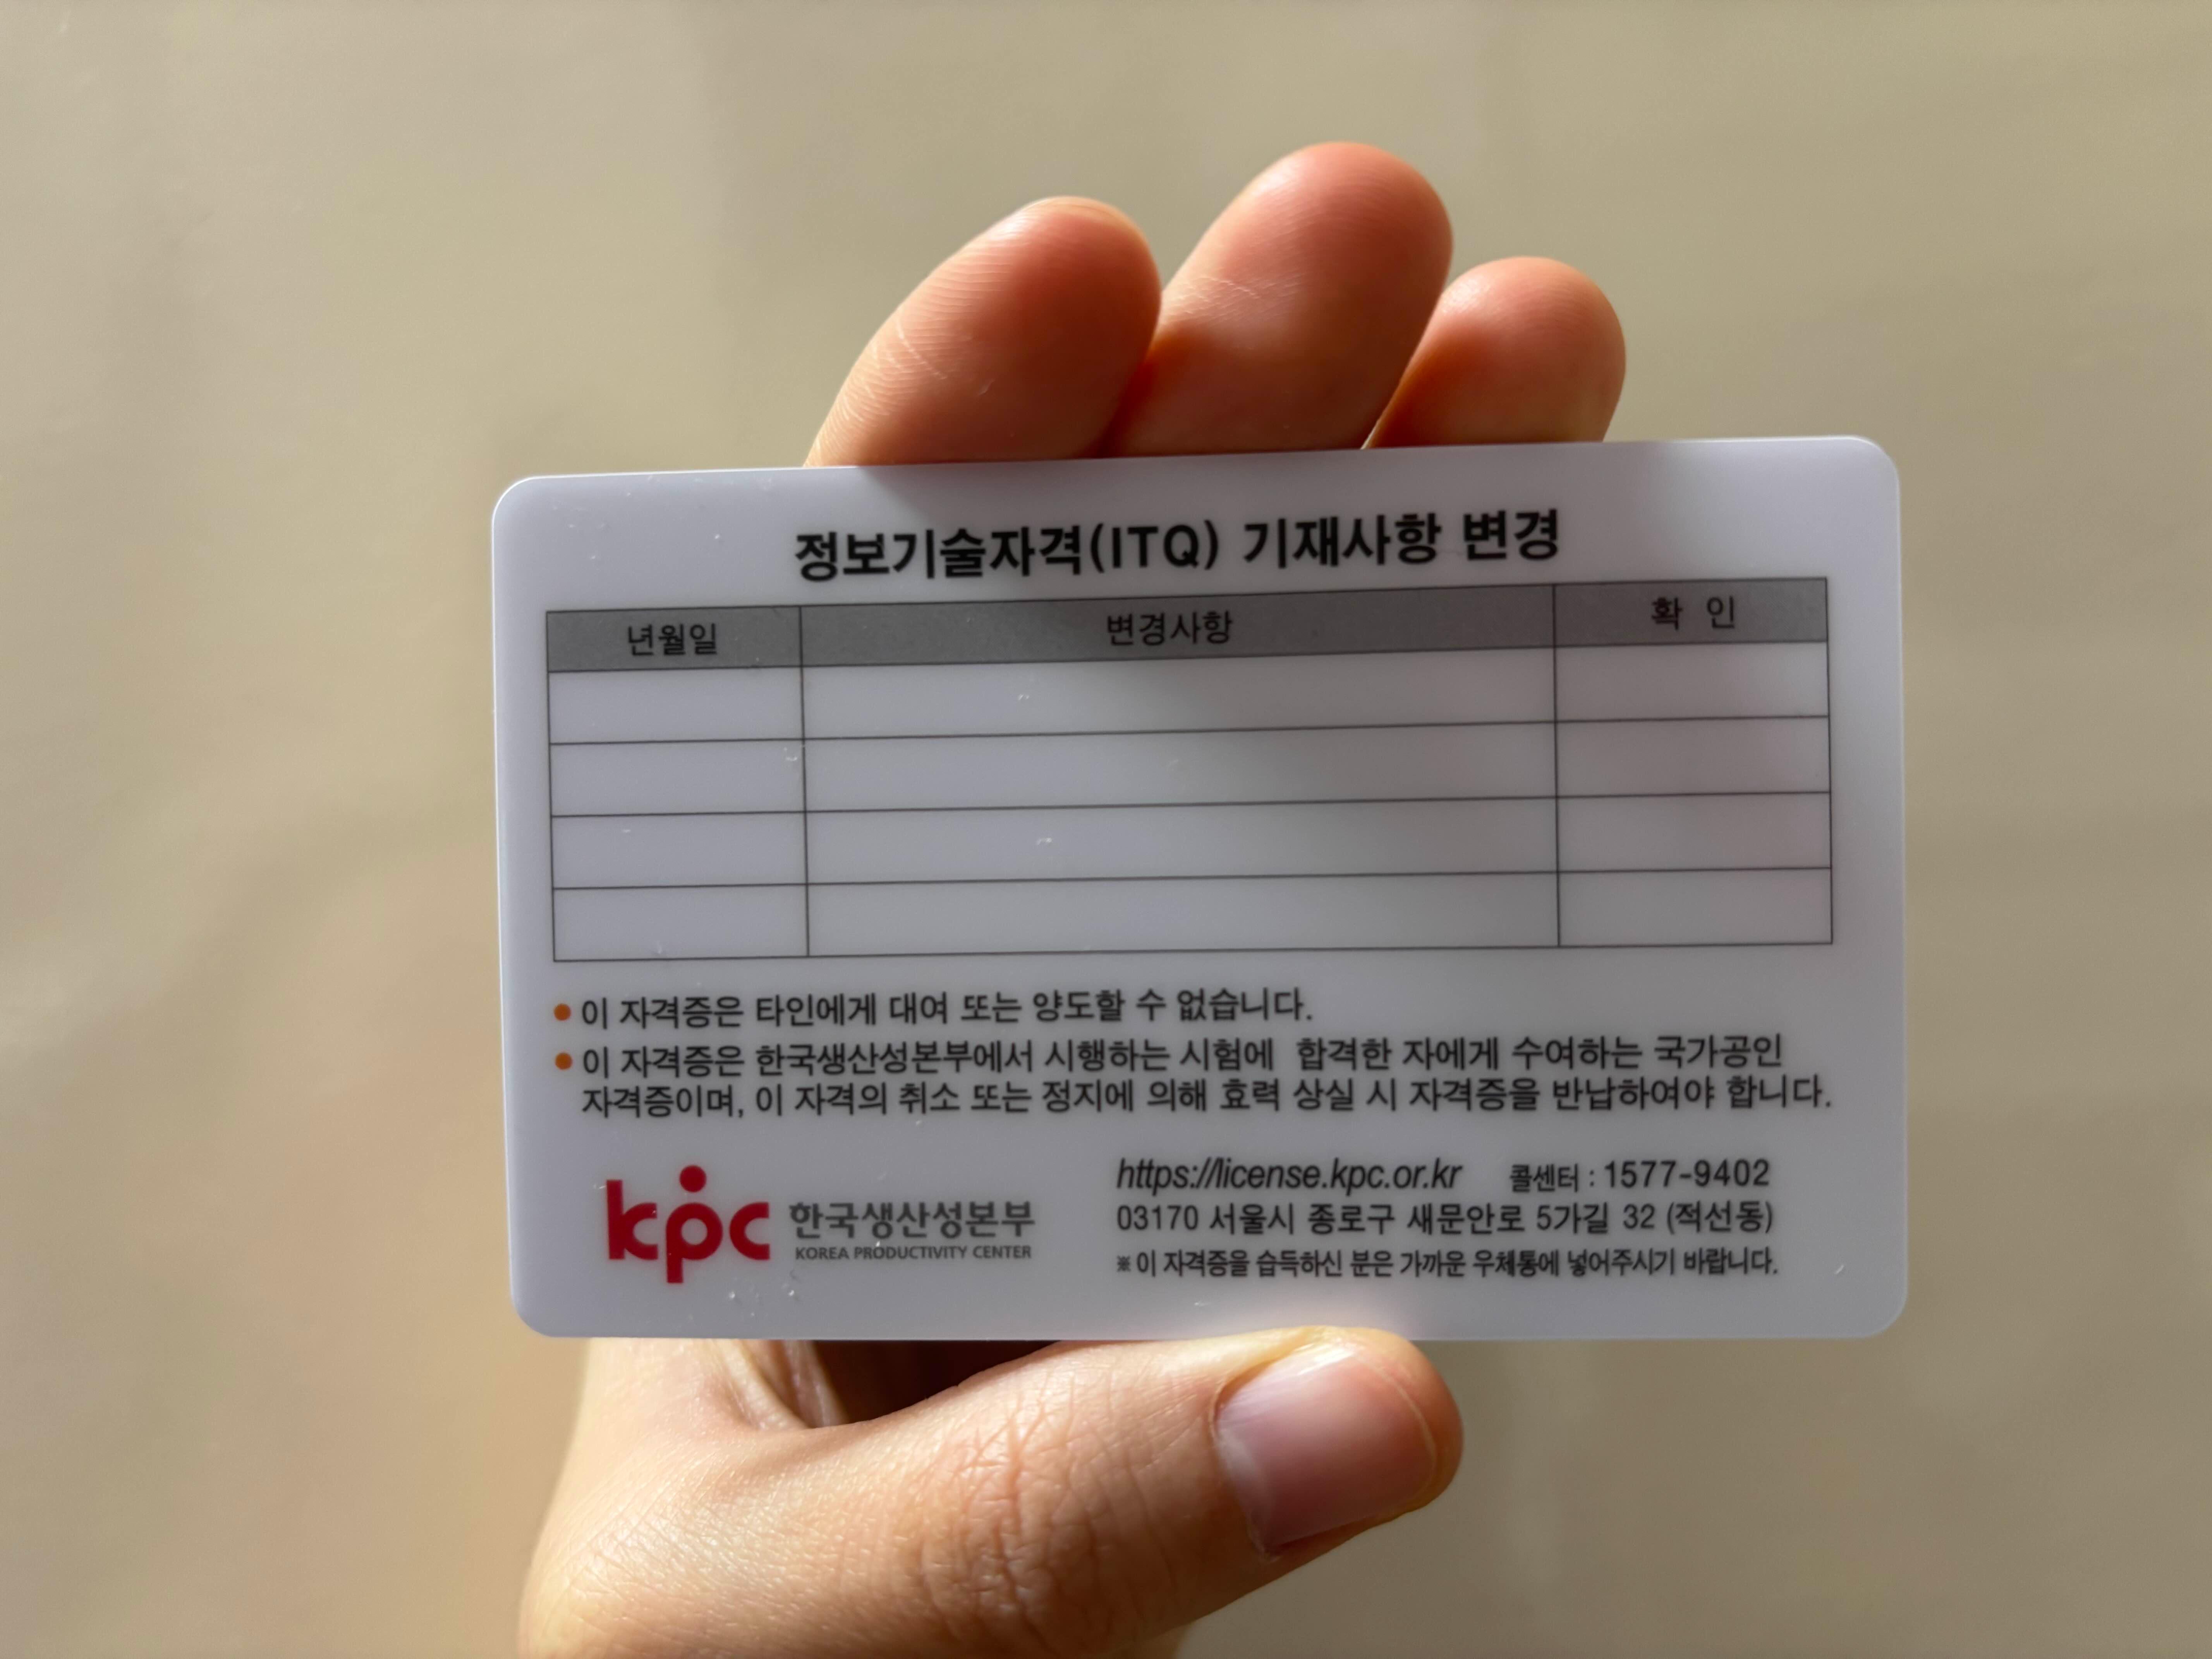 정보기술자격(ITQ) 기재사항 변경
년월일 변경사항 확 인
• 이 자격증은 타인에게 대여 또는 양도할 수 없습니다.
• 이 자격증은 한국생산성본부에서 시행하는 시험에 합격한 자에게 수여하는 국가공인
자격증이며, 이 자격의 취소 또는 정지에 의해 효력 상실 시 자격증을 반납하여야 합니다.
kpc 한국생산성본부
KOREA PRODUCTIVITY CENTER
https://license.kpc.or.kr 콜센터 : 1577-9402
03170 서울시 종로구 새문안로 5가길 32 (적선동)
※ 이 자격증을 습득하신 분은 가까운 우체통에 넣어주시기 바랍니다.